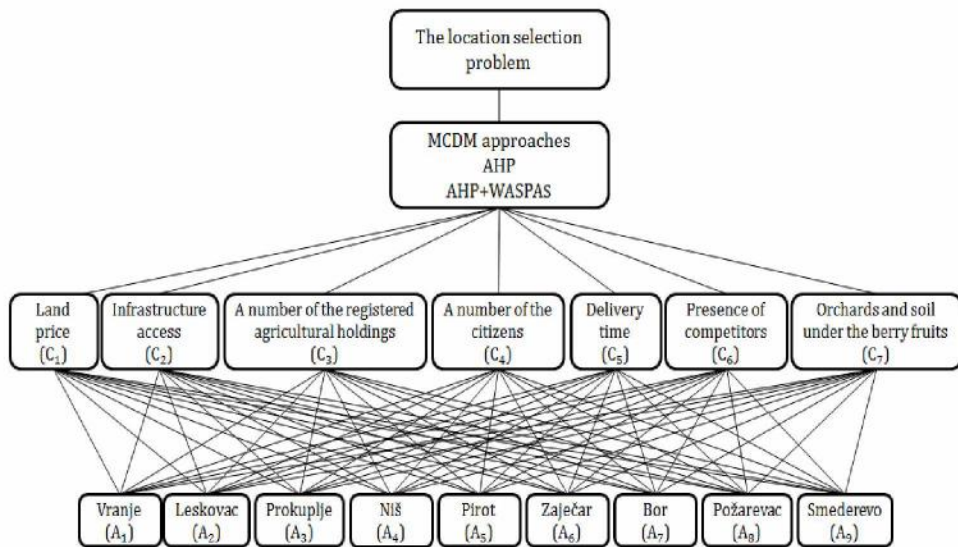 The location selection
problem
MCDM approaches
AHP
AHP+WASPAS
Land
price
(C₁)
Infrastructure
access
(C₂)
A number of the registered
agricultural holdings
(C₃)
A number of the
citizens
(C₄)
Delivery
time
(C₅)
Presence of
competitors
(C₆)
Orchards and soil
under the berry fruits
(C₇)
Vranje
(A₁)
Leskovac
(A₂)
Prokuplje
(A₃)
Niš
(A₄)
Pirot
(A₅)
Zaječar
(A₆)
Bor
(A₇)
Požarevac
(A₈)
Smederevo
(A₉)